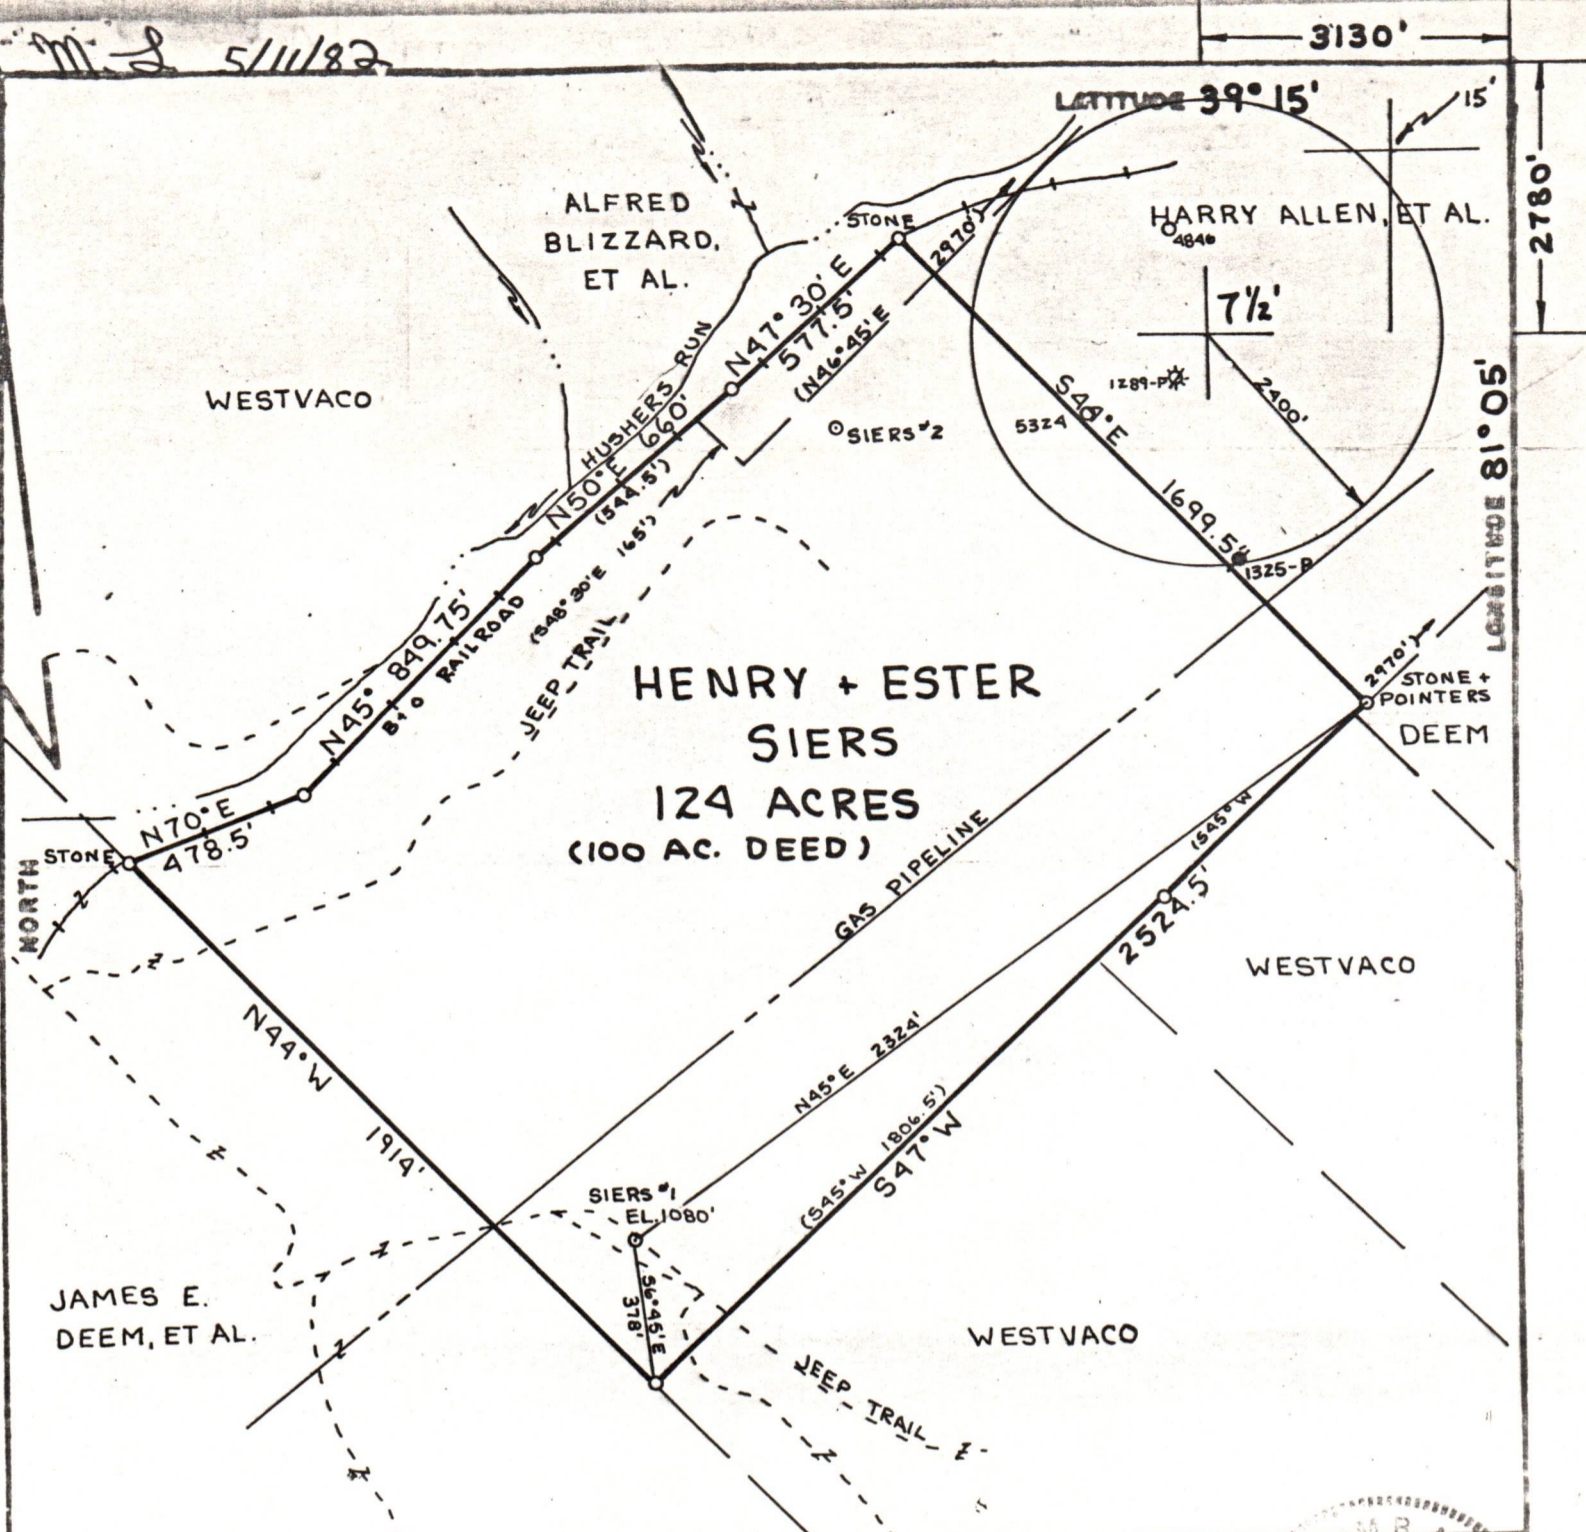 M. L 5/11/82
3130'
LATITUDE 39° 15'
15'
2780'
ALFRED
BLIZZARD,
ET AL.
STONE
2970')
HARRY ALLEN, ET AL.
4846
7½'
HUSHERS RUN
N47° 30' E
577.5'
(N46°45'E
WESTVACO
1289-P
2400'
SIERS #2
5324
S44°E
1699.5'
LONGITUDE 81° 05'
N50°E 660'
(544.5')
(S48°30'E 165')
1325-P
N45° 849.75'
B+O RAILROAD
JEEP TRAIL
HENRY + ESTER
SIERS
124 ACRES
(100 AC. DEED)
2970')
STONE +
POINTERS
DEEM
N70°E
478.5'
STONE
NORTH
GAS PIPELINE
(S45°W
2524.5'
WESTVACO
N44°W
1914'
N45°E 2324'
(S45°W 1806.5')
S47°W
SIERS #1
EL. 1080'
S6°45'E
378'
JAMES E.
DEEM, ET AL.
WESTVACO
JEEP TRAIL